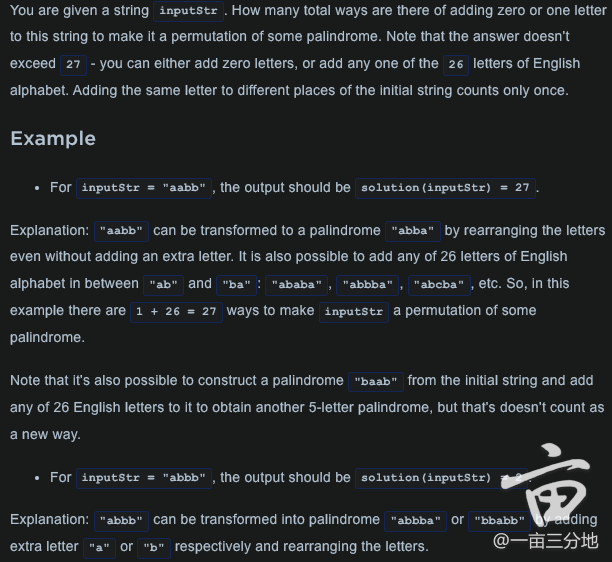 You are given a string inputStr. How many total ways are there of adding zero or one letter
to this string to make it a permutation of some palindrome. Note that the answer doesn't
exceed 27 - you can either add zero letters, or add any one of the 26 letters of English
alphabet. Adding the same letter to different places of the initial string counts only once.
Example
• For inputStr = "aabb", the output should be solution(inputStr) = 27.
Explanation: "aabb" can be transformed to a palindrome "abba" by rearranging the letters
even without adding an extra letter. It is also possible to add any of 26 letters of English
alphabet in between "ab" and "ba": "ababa", "abbba", "abcba", etc. So, in this
example there are 1 + 26 = 27 ways to make inputStr a permutation of some
palindrome.
Note that it's also possible to construct a palindrome "baab" from the initial string and add
any of 26 English letters to it to obtain another 5-letter palindrome, but that's doesn't count as
a new way.
• For inputStr = "abbb", the output should be solution(inputStr) = .
Explanation: "abbb" can be transformed into palindrome "abbba" or "bbabb" by adding
extra letter "a" or "b" respectively and rearranging the letters.
亩
@一亩三分地